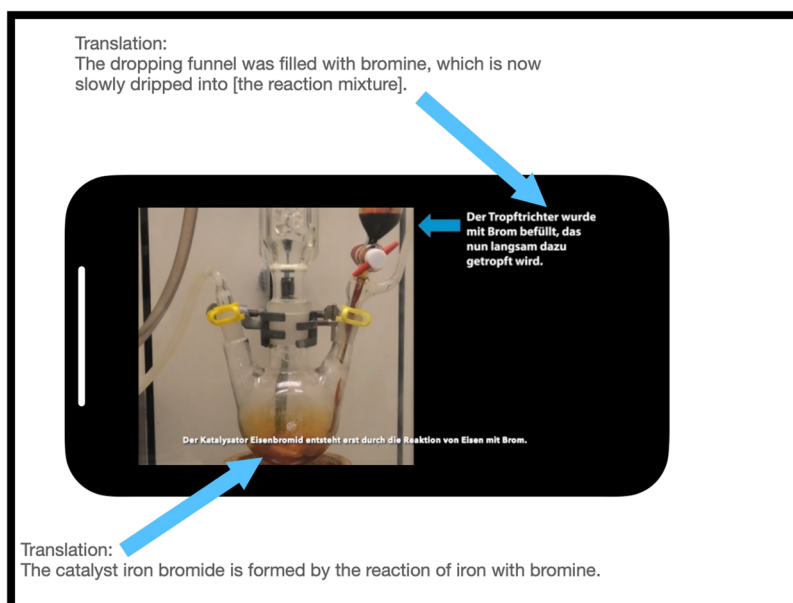 Translation:
The dropping funnel was filled with bromine, which is now
slowly dripped into [the reaction mixture].
Der Tropftrichter wurde
mit Brom befüllt, das
nun langsam dazu
getropft wird.
Der Katalysator Eisenbromid entsteht erst durch die Reaktion von Eisen mit Brom.
Translation:
The catalyst iron bromide is formed by the reaction of iron with bromine.